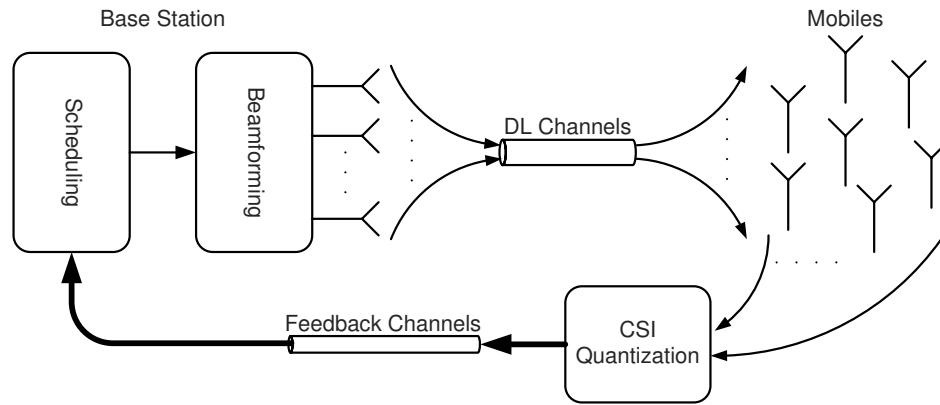 Base Station
Mobiles
Scheduling
Beamforming
DL Channels
Feedback Channels
CSI
Quantization